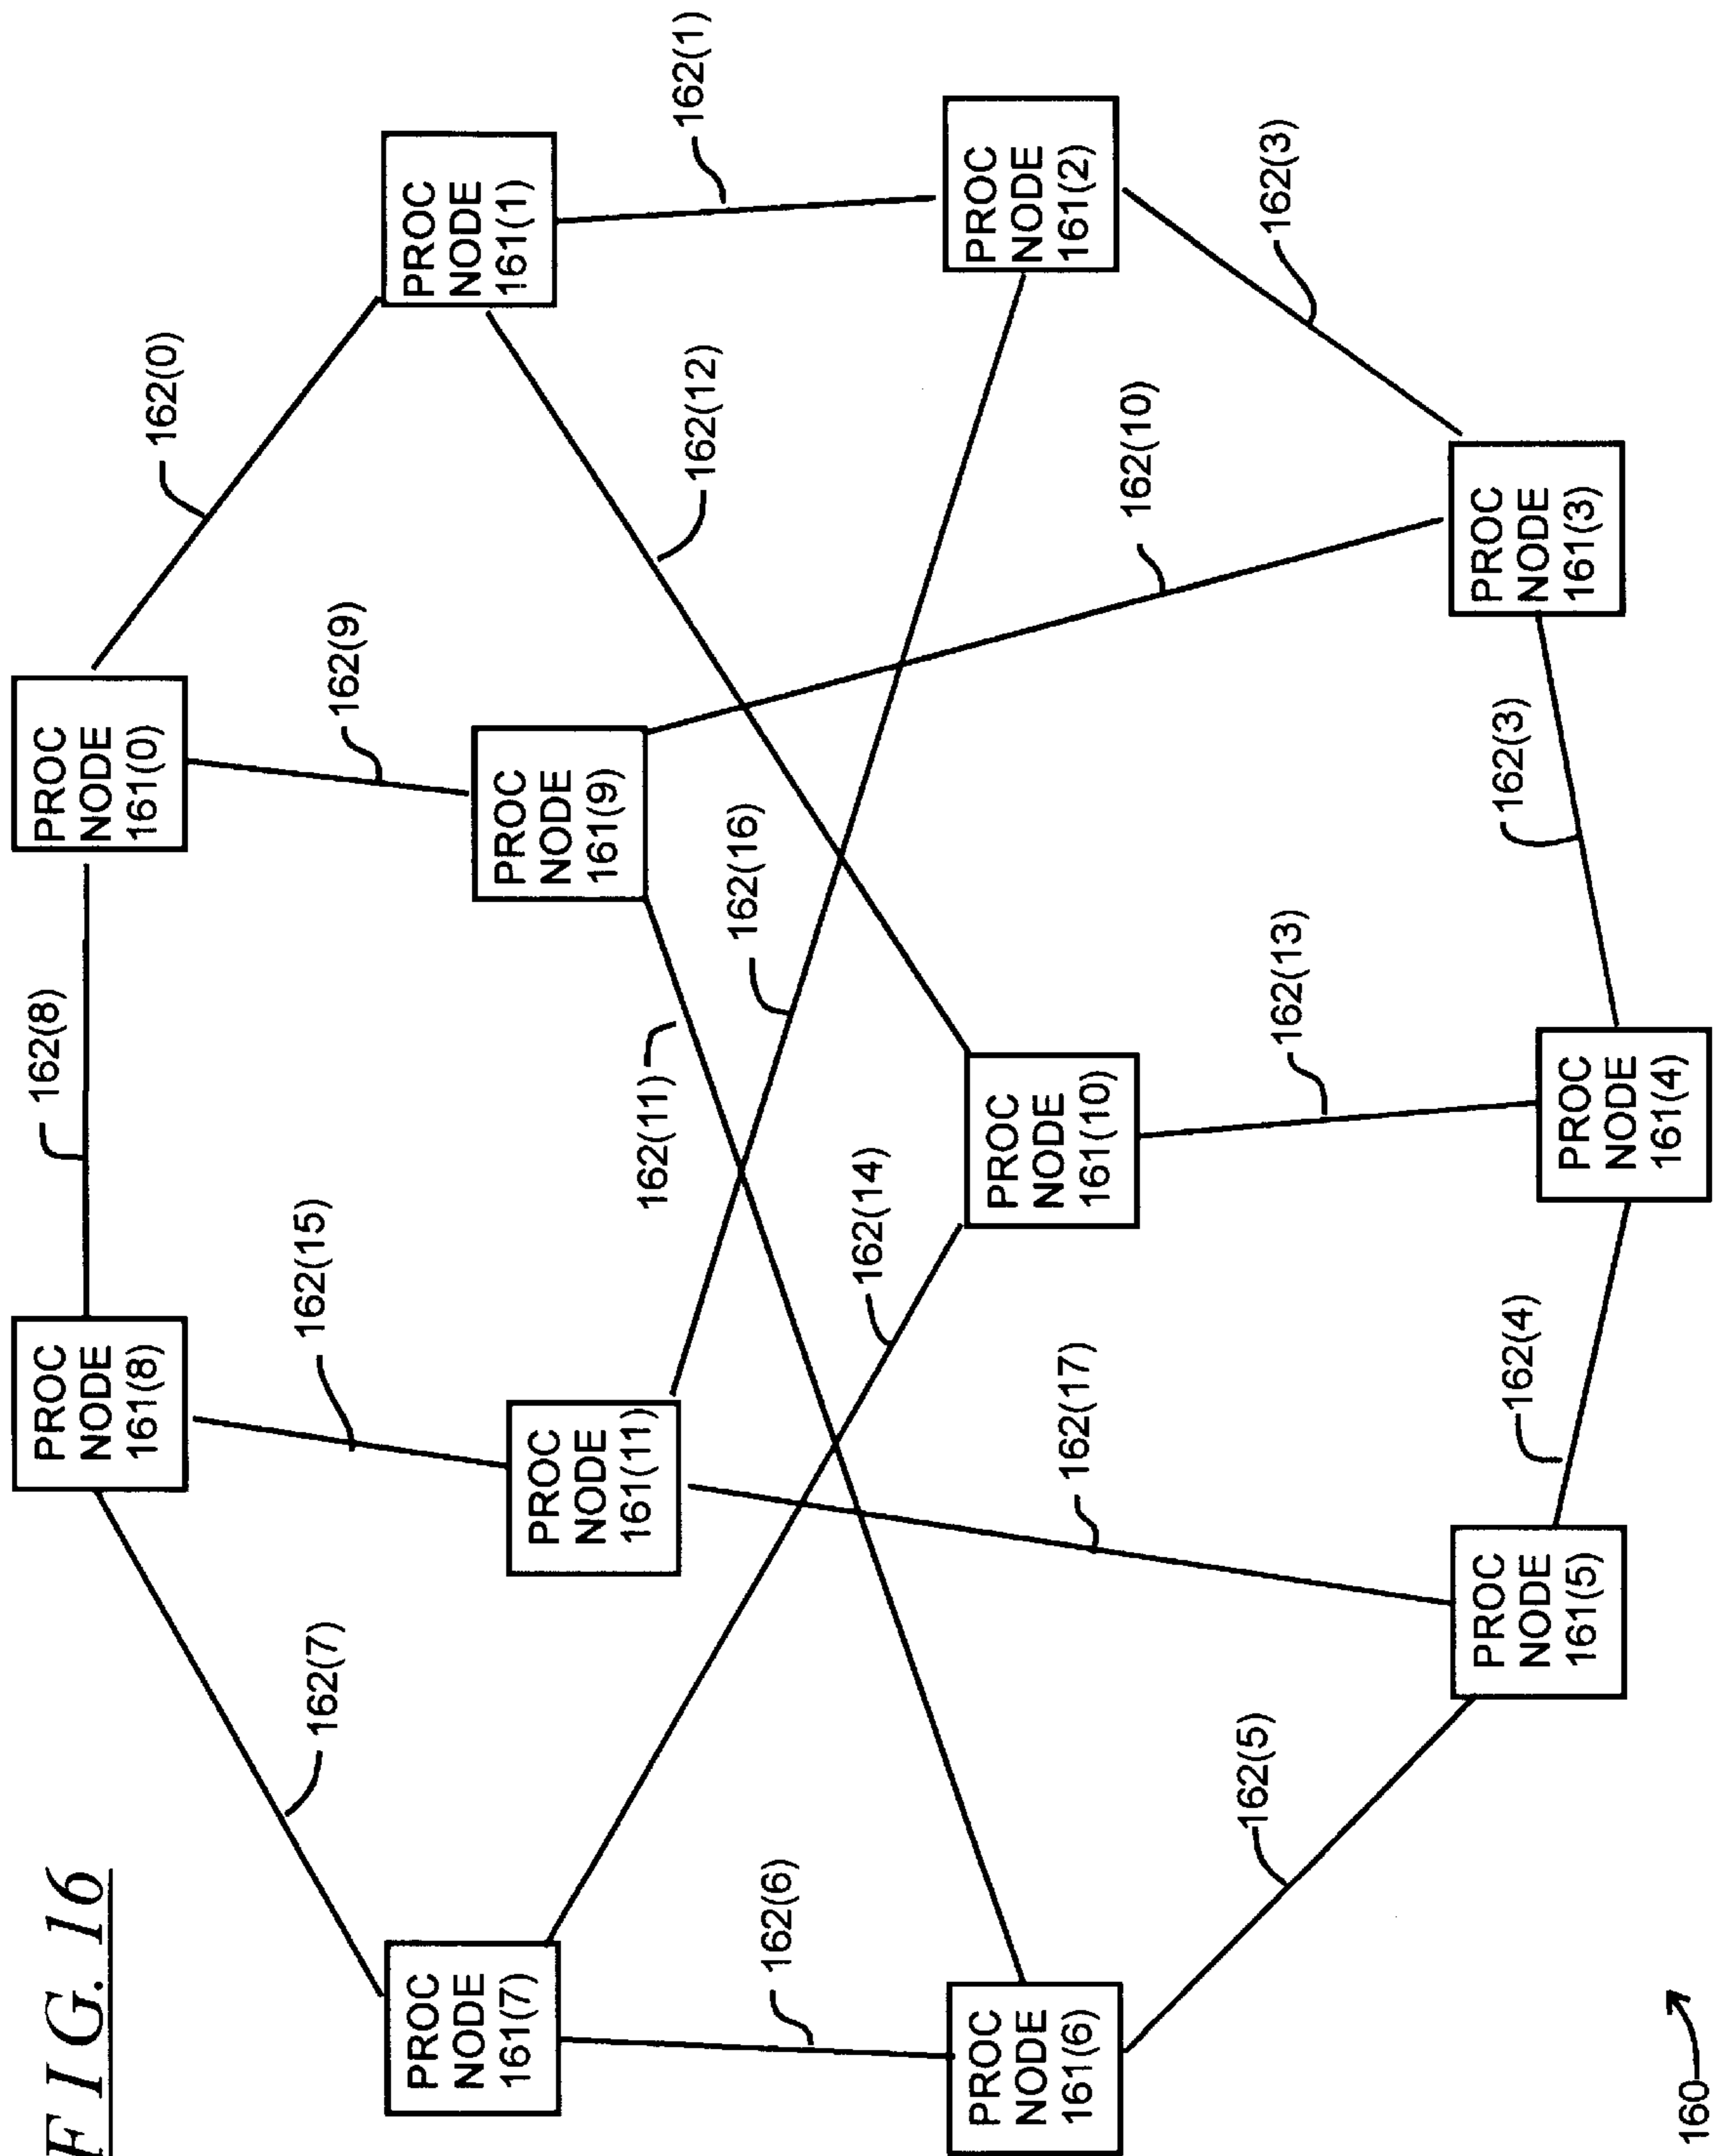 F I G. 16
162(8)
PROC
NODE
161(8)
PROC
NODE
161(0)
162(0)
162(7)
162(15)
162(9)
PROC
NODE
161(7)
PROC
NODE
161(11)
PROC
NODE
161(9)
PROC
NODE
161(1)
162(11)
162(12)
162(1)
162(16)
162(6)
162(14)
PROC
NODE
161(6)
PROC
NODE
161(10)
PROC
NODE
161(2)
162(17)
162(10)
162(5)
162(13)
162(3)
162(4)
162(3)
PROC
NODE
161(5)
PROC
NODE
161(4)
PROC
NODE
161(3)
160